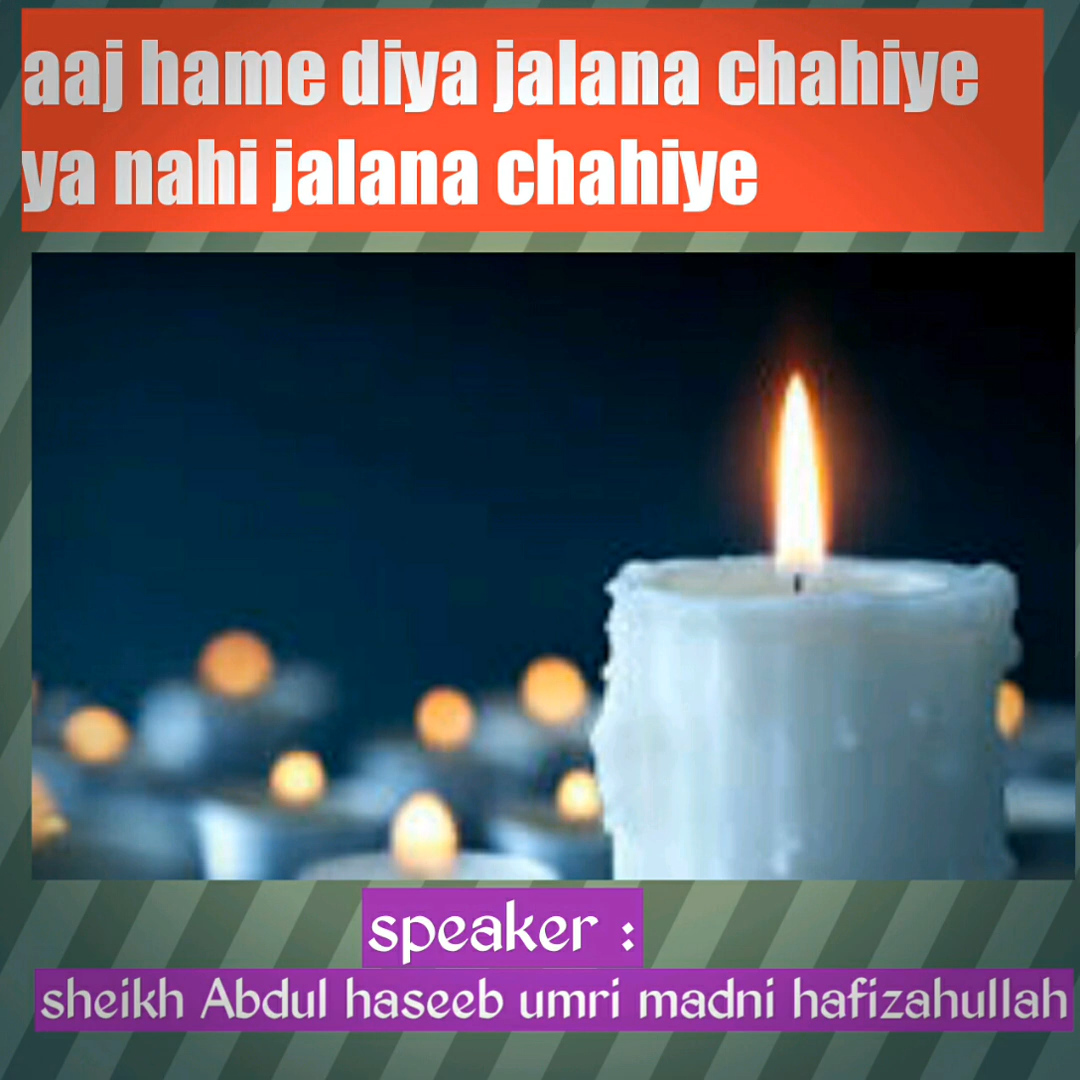 aaj hame diya jalana chahiye
ya nahi jalana chahiye
speaker :
sheikh Abdul haseeb umri madni hafizahullah